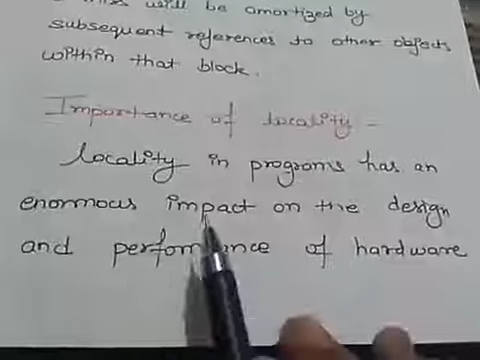 will be amortized by
subsequent references to other objects
within that block.
Importance of locality -
locality in programs has an
enormous impact on the design
and performance of hardware